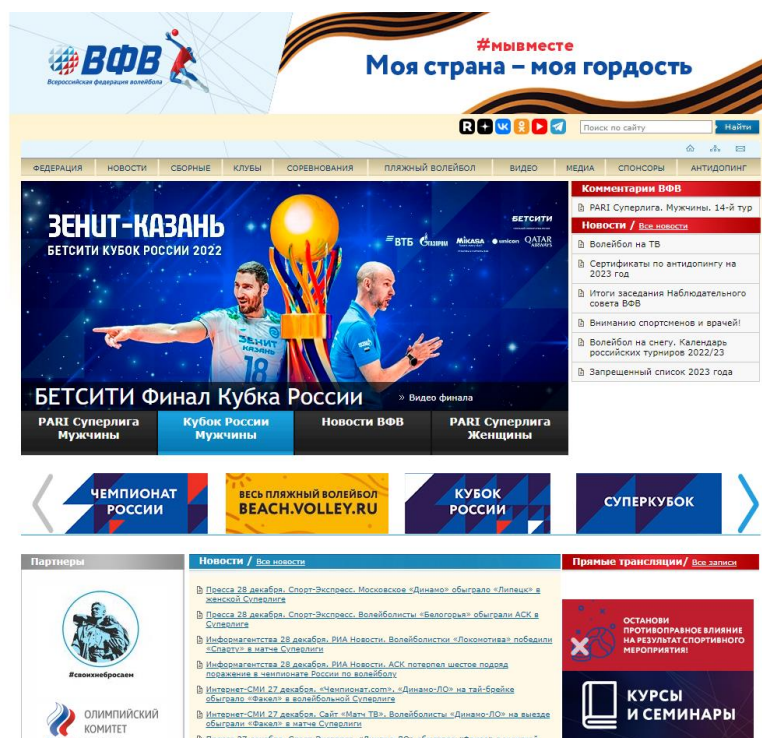 ВФВ
Всероссийская федерация волейбола
#МЫВМЕСТЕ
Моя страна – моя гордость
Поиск по сайту
Найти
ФЕДЕРАЦИЯ НОВОСТИ СБОРНЫЕ КЛУБЫ СОРЕВНОВАНИЯ ПЛЯЖНЫЙ ВОЛЕЙБОЛ ВИДЕО МЕДИА СПОНСОРЫ АНТИДОПИНГ
ЗЕНИТ-КАЗАНЬ
БЕТСИТИ КУБОК РОССИИ 2022
БЕТСИТИ
ВТБ ГАЗПРОМ MIKASA unicon QATAR
AIRWAYS
ЗЕНИТ
КАЗАНЬ
18
БЕТСИТИ Финал Кубка России
» Видео финала
PARI Суперлига
Мужчины
Кубок России
Мужчины
Новости ВФВ
PARI Суперлига
Женщины
Комментарии ВФВ
PARI Суперлига. Мужчины. 14-й тур
Новости / Все новости
Волейбол на ТВ
Сертификаты по антидопингу на
2023 год
Итоги заседания Наблюдательного
совета ВФВ
Вниманию спортсменов и врачей!
Волейбол на снегу. Календарь
российских турниров 2022/23
Запрещенный список 2023 года
ЧЕМПИОНАТ
РОССИИ
ВЕСЬ ПЛЯЖНЫЙ ВОЛЕЙБОЛ
BEACH.VOLLEY.RU
КУБОК
РОССИИ
СУПЕРКУБОК
Партнеры
#своихнебросаем
ОЛИМПИЙСКИЙ
КОМИТЕТ
Новости / Все новости
Пресса 28 декабря. Спорт-Экспресс. Московское «Динамо» обыграло «Липецк» в
женской Суперлиге
Пресса 28 декабря. Спорт-Экспресс. Волейболисты «Белогорья» обыграли АСК в
Суперлиге
Информагентства 28 декабря. РИА Новости. Волейболистки «Локомотива» победили
«Спарту» в матче Суперлиги
Информагентства 28 декабря. РИА Новости. АСК потерпел шестое подряд
поражение в чемпионате России по волейболу
Интернет-СМИ 27 декабря. «Чемпионат.com». «Динамо-ЛО» на тай-брейке
обыграло «Факел» в волейбольной Суперлиге
Интернет-СМИ 27 декабря. Сайт «Матч ТВ». Волейболисты «Динамо-ЛО» на выезде
обыграли «Факел» в матче Суперлиги
Прямые трансляции/ Все записи
ОСТАНОВИ
ПРОТИВОПРАВНОЕ ВЛИЯНИЕ
НА РЕЗУЛЬТАТ СПОРТИВНОГО
МЕРОПРИЯТИЯ!
КУРСЫ
И СЕМИНАРЫ